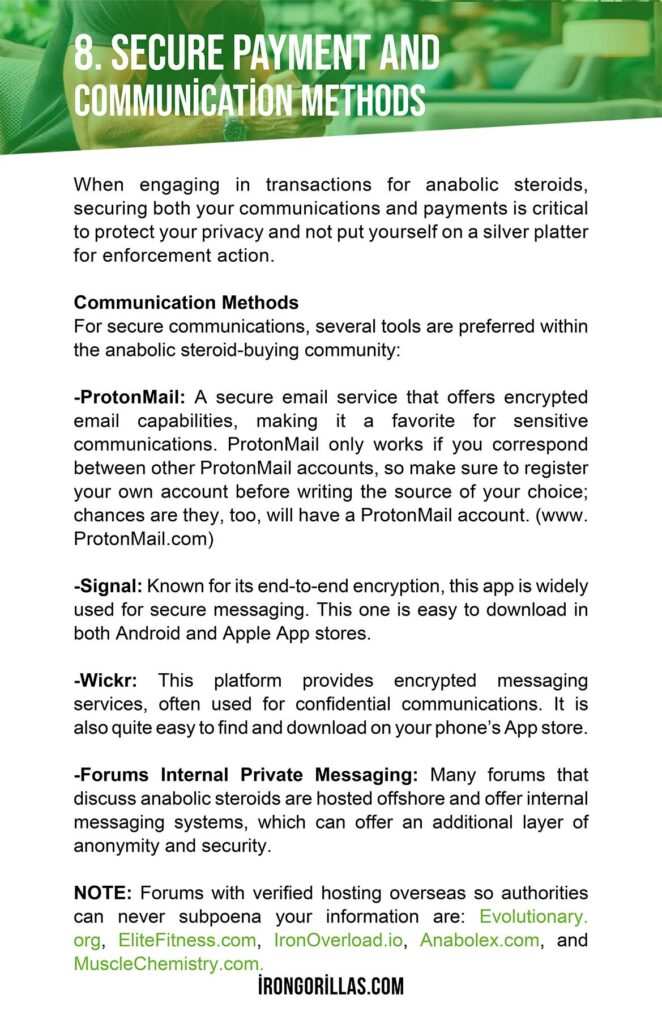 8. SECURE PAYMENT AND
COMMUNİCATİON METHODS
When engaging in transactions for anabolic steroids,
securing both your communications and payments is critical
to protect your privacy and not put yourself on a silver platter
for enforcement action.
Communication Methods
For secure communications, several tools are preferred within
the anabolic steroid-buying community:
-ProtonMail: A secure email service that offers encrypted
email capabilities, making it a favorite for sensitive
communications. ProtonMail only works if you correspond
between other ProtonMail accounts, so make sure to register
your own account before writing the source of your choice;
chances are they, too, will have a ProtonMail account. (www.
ProtonMail.com)
-Signal: Known for its end-to-end encryption, this app is widely
used for secure messaging. This one is easy to download in
both Android and Apple App stores.
-Wickr: This platform provides encrypted messaging
services, often used for confidential communications. It is
also quite easy to find and download on your phone’s App store.
-Forums Internal Private Messaging: Many forums that
discuss anabolic steroids are hosted offshore and offer internal
messaging systems, which can offer an additional layer of
anonymity and security.
NOTE: Forums with verified hosting overseas so authorities
can never subpoena your information are: Evolutionary.
org, EliteFitness.com, IronOverload.io, Anabolex.com, and
MuscleChemistry.com.
İRONGORİLLAS.COM